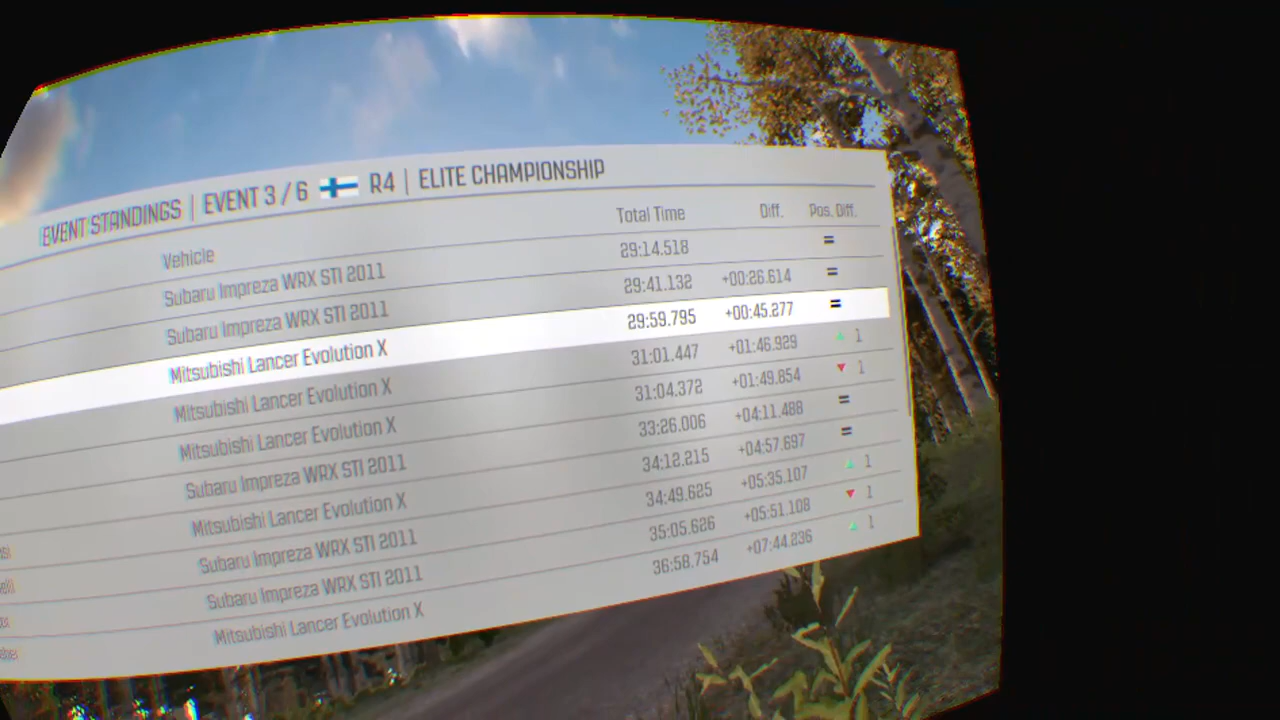 EVENT STANDINGS | EVENT 3 / 6 R4 | ELITE CHAMPIONSHIP
Vehicle Total Time Diff. Pos. Diff.
Subaru Impreza WRX STI 2011 29:14.518 =
Subaru Impreza WRX STI 2011 29:41.132 +00:26.614 =
Mitsubishi Lancer Evolution X 29:59.795 +00:45.277 =
Mitsubishi Lancer Evolution X 31:01.447 +01:46.929 1
Mitsubishi Lancer Evolution X 31:04.372 +01:49.854 1
Subaru Impreza WRX STI 2011 33:26.006 +04:11.488 =
Mitsubishi Lancer Evolution X 34:12.215 +04:57.697 =
Subaru Impreza WRX STI 2011 34:49.625 +05:35.107 1
Subaru Impreza WRX STI 2011 35:05.626 +05:51.108 1
Mitsubishi Lancer Evolution X 36:58.754 +07:44.236 1